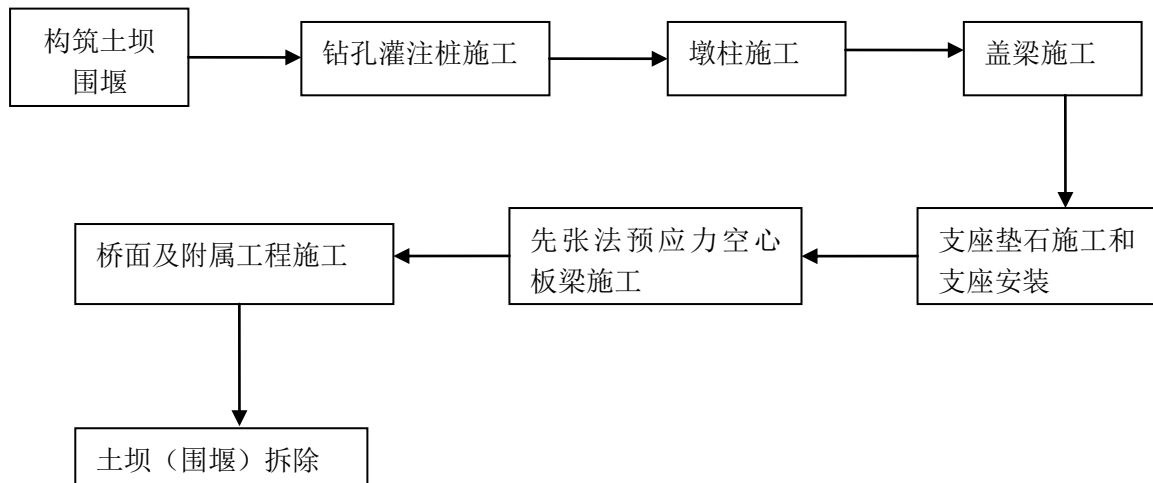 构筑土坝
围堰
钻孔灌注桩施工
墩柱施工
盖梁施工
支座垫石施工和
支座安装
先张法预应力空心
板梁施工
桥面及附属工程施工
土坝（围堰）拆除